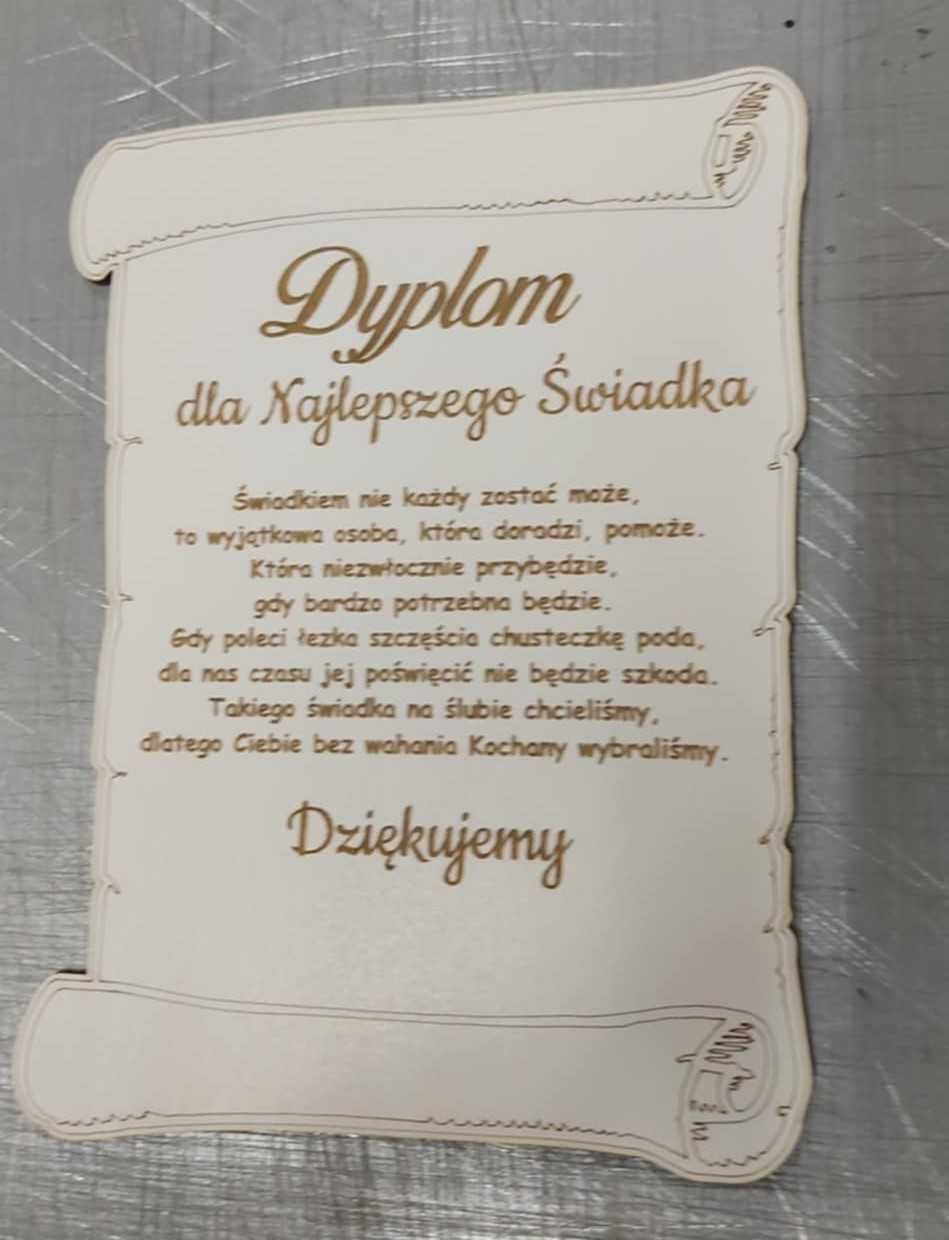 Dyplom
dla Najlepszego Świadka
Świadkiem nie każdy zostać może,
to wyjątkowa osoba, która doradzi, pomoże.
Która niezwłocznie przybędzie,
gdy bardzo potrzebna będzie.
Gdy poleci łezka szczęścia chusteczkę poda,
dla nas czasu jej poświęcić nie będzie szkoda.
Takiego świadka na ślubie chcieliśmy,
dlatego Ciebie bez wahania Kochany wybraliśmy.
Dziękujemy